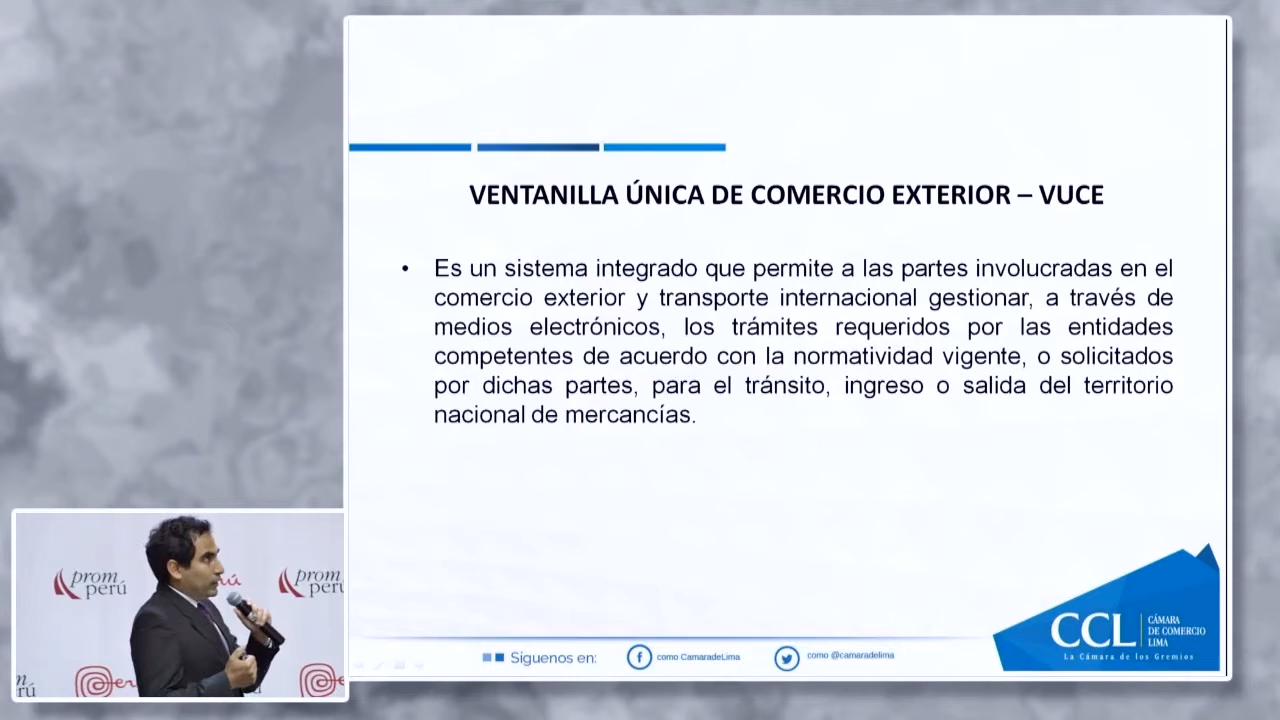 VENTANILLA ÚNICA DE COMERCIO EXTERIOR – VUCE
• Es un sistema integrado que permite a las partes involucradas en el
comercio exterior y transporte internacional gestionar, a través de
medios electrónicos, los trámites requeridos por las entidades
competentes de acuerdo con la normatividad vigente, o solicitados
por dichas partes, para el tránsito, ingreso o salida del territorio
nacional de mercancías.
prom
perú
prom
perú
CCL
CÁMARA
DE COMERCIO
LIMA
La Cámara de los Gremios
Síguenos en:
como CamaradeLima
como @camaradelima